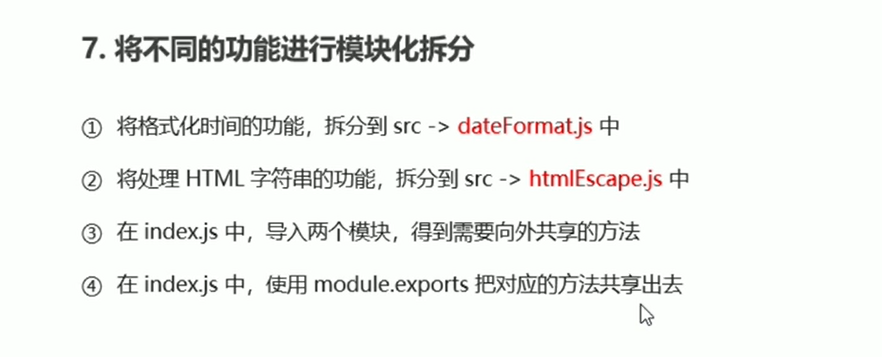 7. 将不同的功能进行模块化拆分
① 将格式化时间的功能，拆分到 src -> dateFormat.js 中
② 将处理 HTML 字符串的功能，拆分到 src -> htmlEscape.js 中
③ 在 index.js 中，导入两个模块，得到需要向外共享的方法
④ 在 index.js 中，使用 module.exports 把对应的方法共享出去